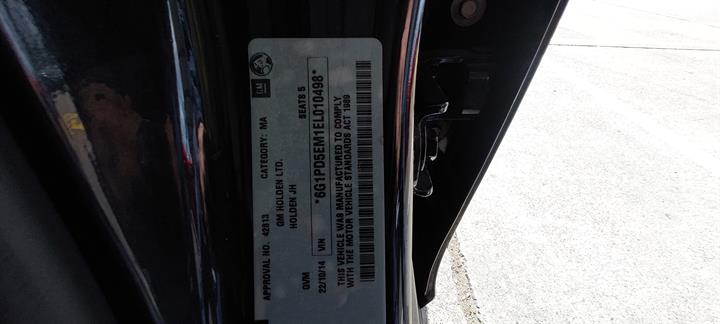 GM
APPROVAL NO. 42813 CATEGORY: MA
GM HOLDEN LTD.
HOLDEN JH SEATS 5
GVM
22/10/14 VIN *6G1PD5EM1EL010498*
THIS VEHICLE WAS MANUFACTURED TO COMPLY
WITH THE MOTOR VEHICLE STANDARDS ACT 1989